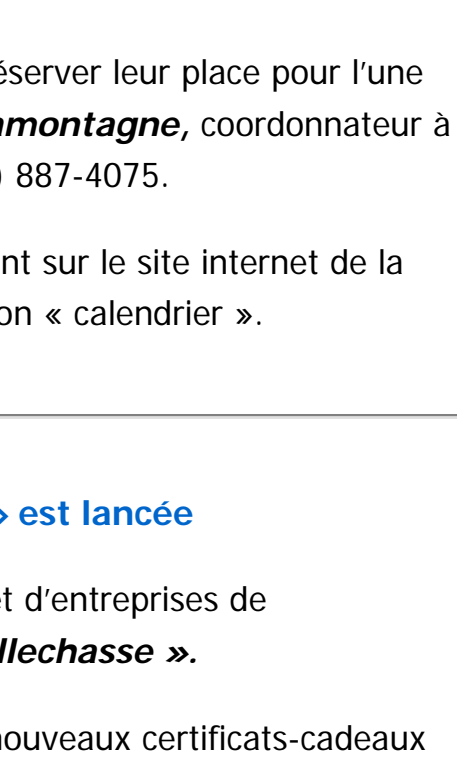 éserver leur place pour l'une
amontagne, coordonnateur à
) 887-4075.
nt sur le site internet de la
on « calendrier ».
» est lancée
et d'entreprises de
llechasse ».
nouveaux certificats-cadeaux